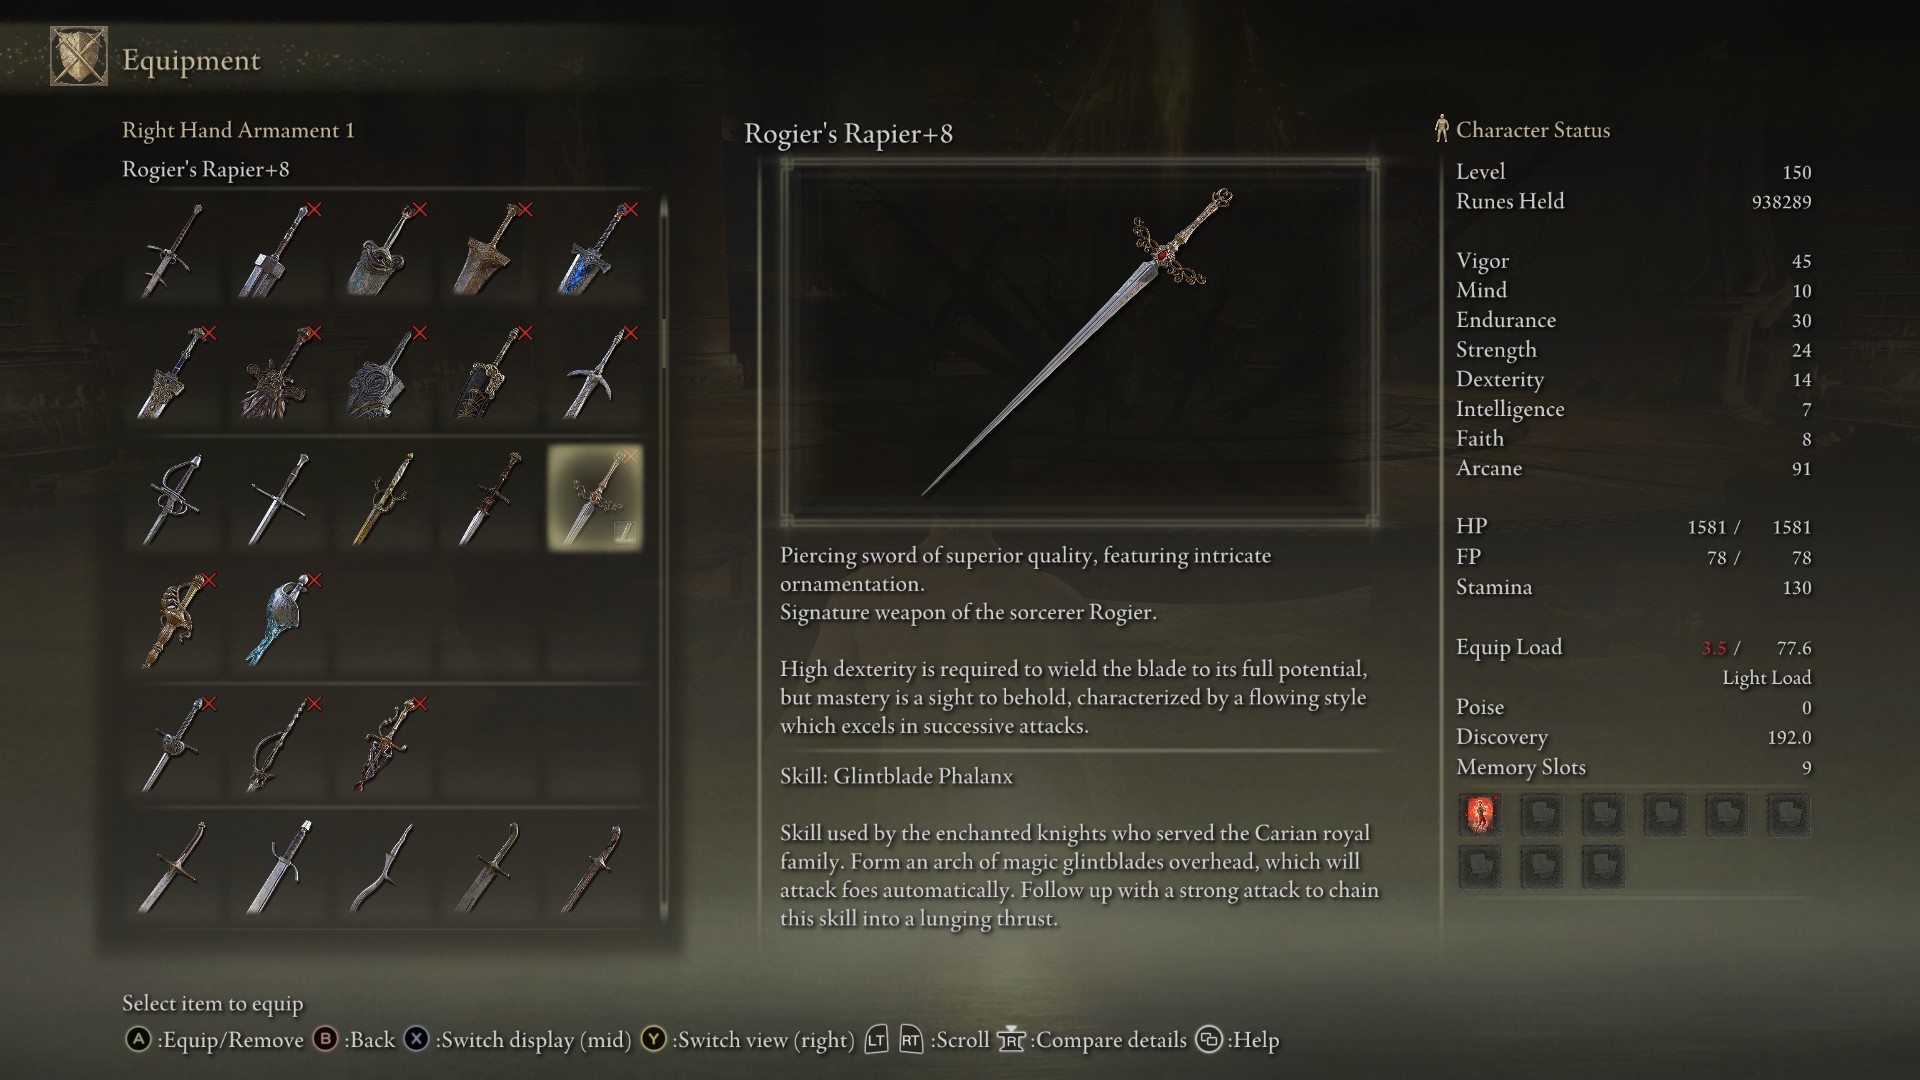 Equipment
Right Hand Armament 1
Rogier's Rapier+8
Rogier's Rapier+8
Piercing sword of superior quality, featuring intricate
ornamentation.
Signature weapon of the sorcerer Rogier.
High dexterity is required to wield the blade to its full potential,
but mastery is a sight to behold, characterized by a flowing style
which excels in successive attacks.
Skill: Glintblade Phalanx
Skill used by the enchanted knights who served the Carian royal
family. Form an arch of magic glintblades overhead, which will
attack foes automatically. Follow up with a strong attack to chain
this skill into a lunging thrust.
Character Status
Level 150
Runes Held 938289
Vigor 45
Mind 10
Endurance 30
Strength 24
Dexterity 14
Intelligence 7
Faith 8
Arcane 91
HP 1581 / 1581
FP 78 / 78
Stamina 130
Equip Load 3.5 / 77.6
Light Load
Poise 0
Discovery 192.0
Memory Slots 9
Select item to equip
A :Equip/Remove B :Back X :Switch display (mid) Y :Switch view (right) LT RT :Scroll R :Compare details :Help